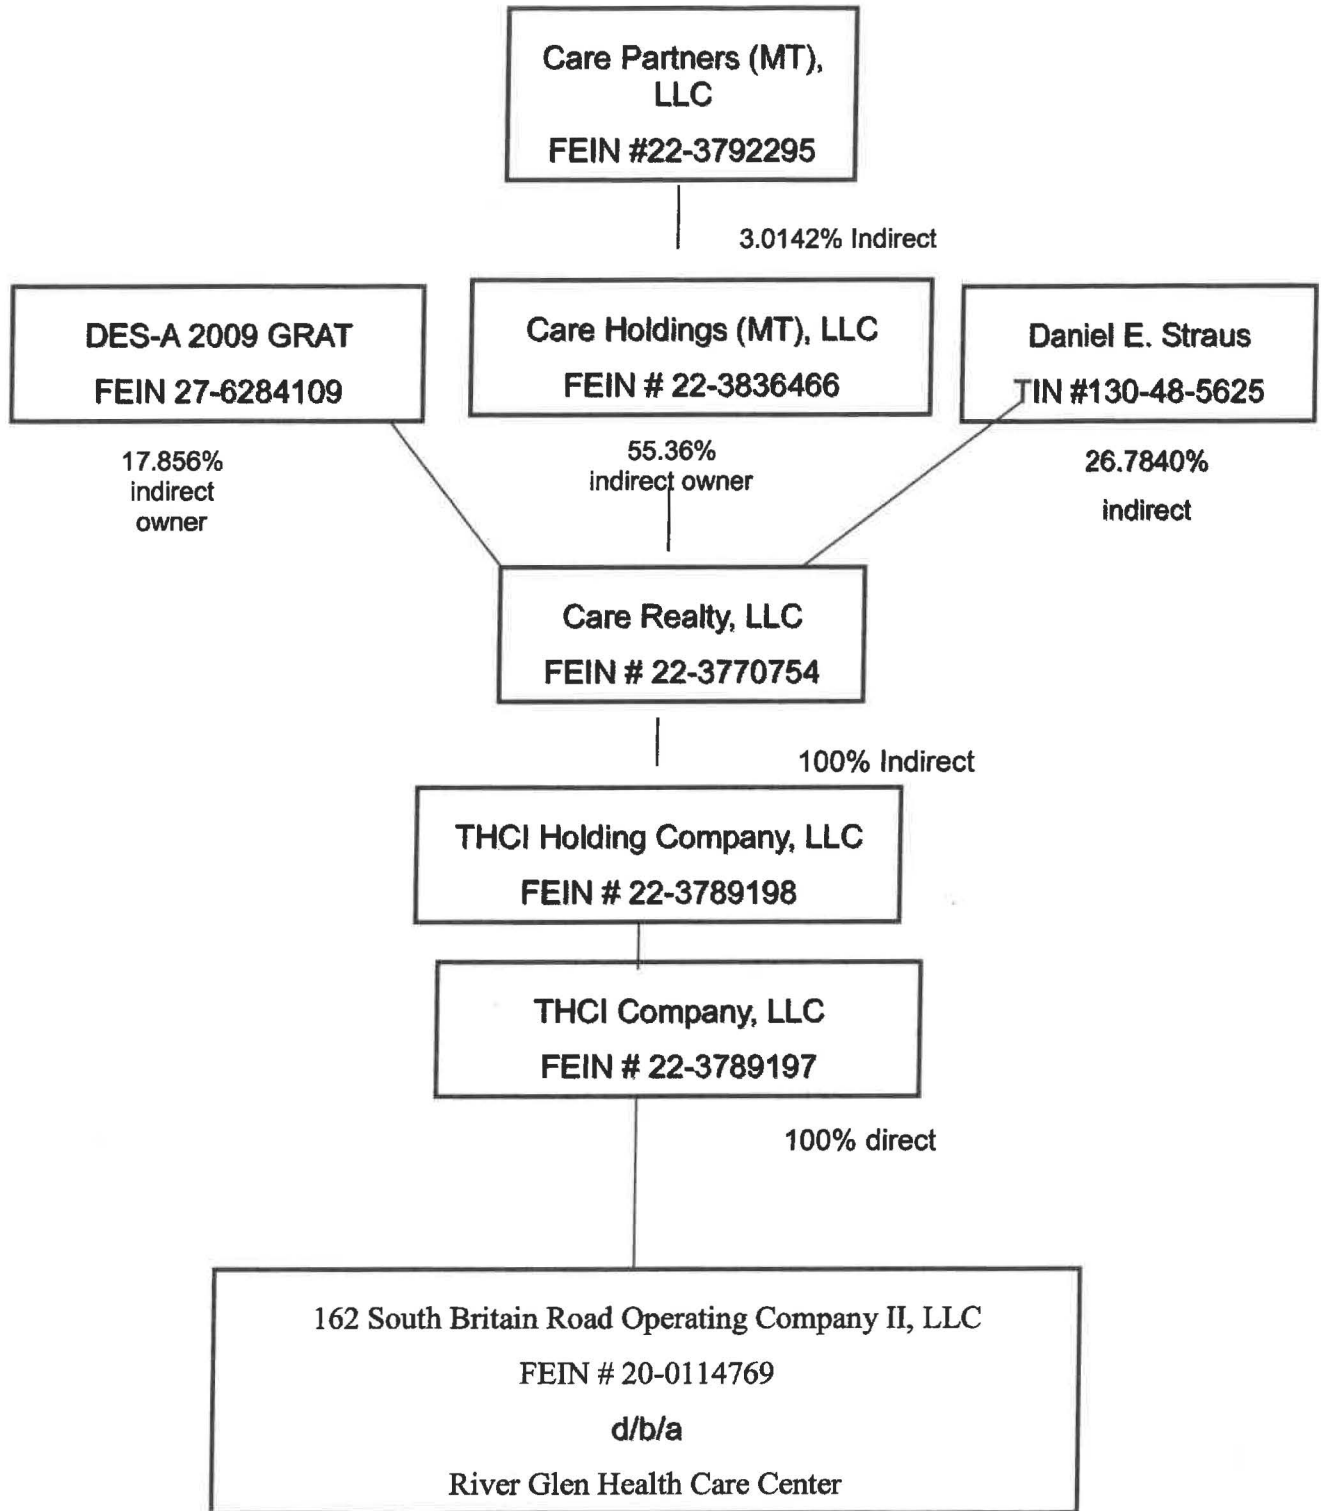 Care Partners (MT),
LLC
FEIN #22-3792295
3.0142% Indirect
DES-A 2009 GRAT
FEIN 27-6284109
Care Holdings (MT), LLC
FEIN # 22-3836466
Daniel E. Straus
TIN #130-48-5625
17.856%
indirect
owner
55.36%
indirect owner
26.7840%
indirect
Care Realty, LLC
FEIN # 22-3770754
100% Indirect
THCI Holding Company, LLC
FEIN # 22-3789198
THCI Company, LLC
FEIN # 22-3789197
100% direct
162 South Britain Road Operating Company II, LLC
FEIN # 20-0114769
d/b/a
River Glen Health Care Center